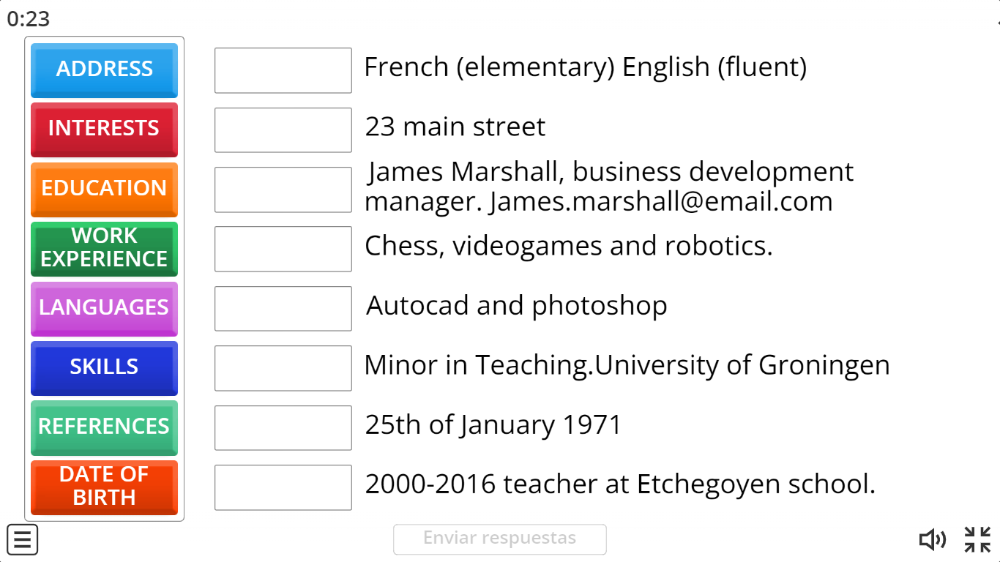 0:23
ADDRESS
INTERESTS
EDUCATION
WORK
EXPERIENCE
LANGUAGES
SKILLS
REFERENCES
DATE OF
BIRTH
French (elementary) English (fluent)
23 main street
James Marshall, business development
manager. James.marshall@email.com
Chess, videogames and robotics.
Autocad and photoshop
Minor in Teaching.University of Groningen
25th of January 1971
2000-2016 teacher at Etchegoyen school.
Enviar respuestas